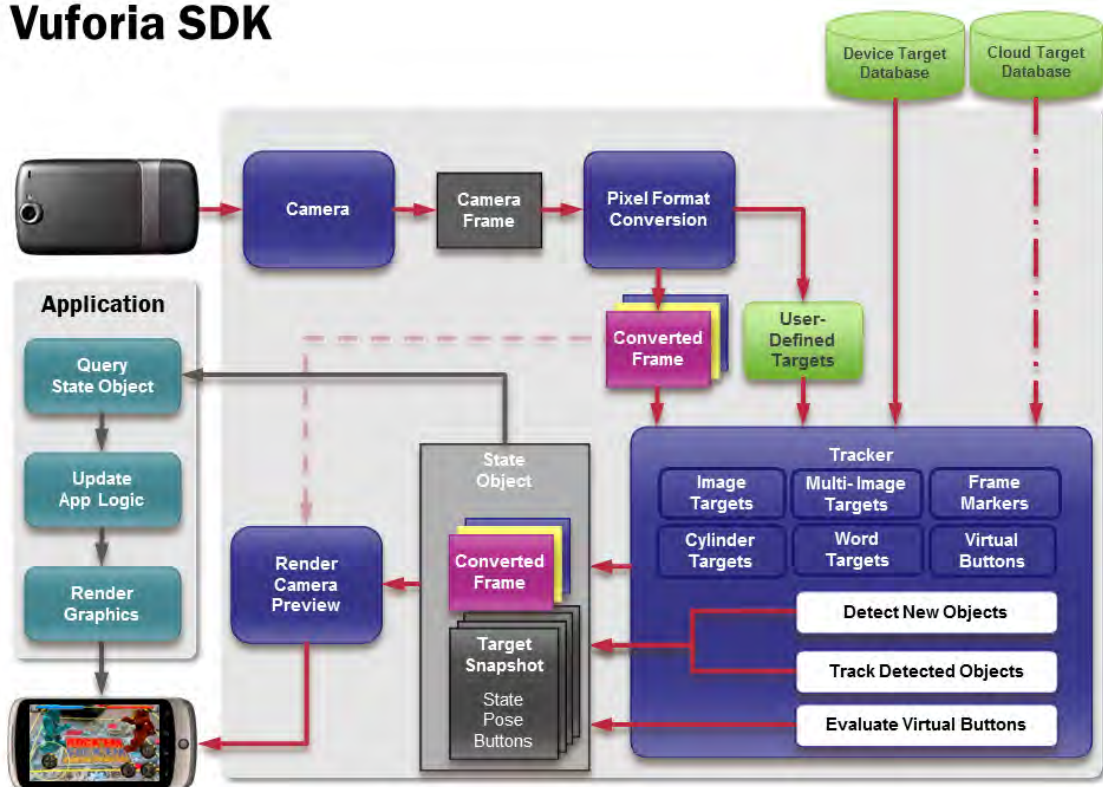 Vuforia SDK
Device Target
Database
Cloud Target
Database
Camera
Camera
Frame
Pixel Format
Conversion
Application
Query
State Object
Update
App Logic
Render
Graphics
Converted
Frame
User-
Defined
Targets
State
Object
Converted
Frame
Target
Snapshot
State
Pose
Buttons
Render
Camera
Preview
Tracker
Image
Targets
Multi- Image
Targets
Frame
Markers
Cylinder
Targets
Word
Targets
Virtual
Buttons
Detect New Objects
Track Detected Objects
Evaluate Virtual Buttons